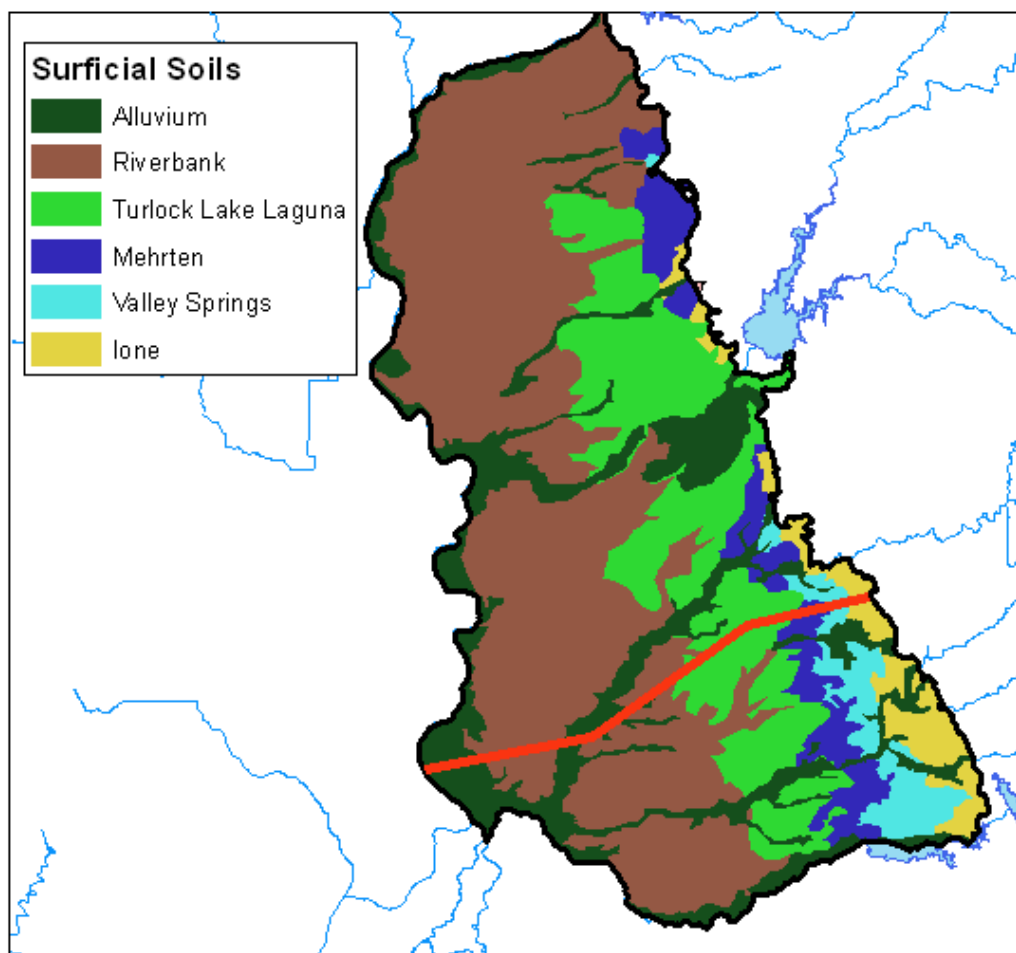 Surficial Soils
Alluvium
Riverbank
Turlock Lake Laguna
Mehrten
Valley Springs
Ione